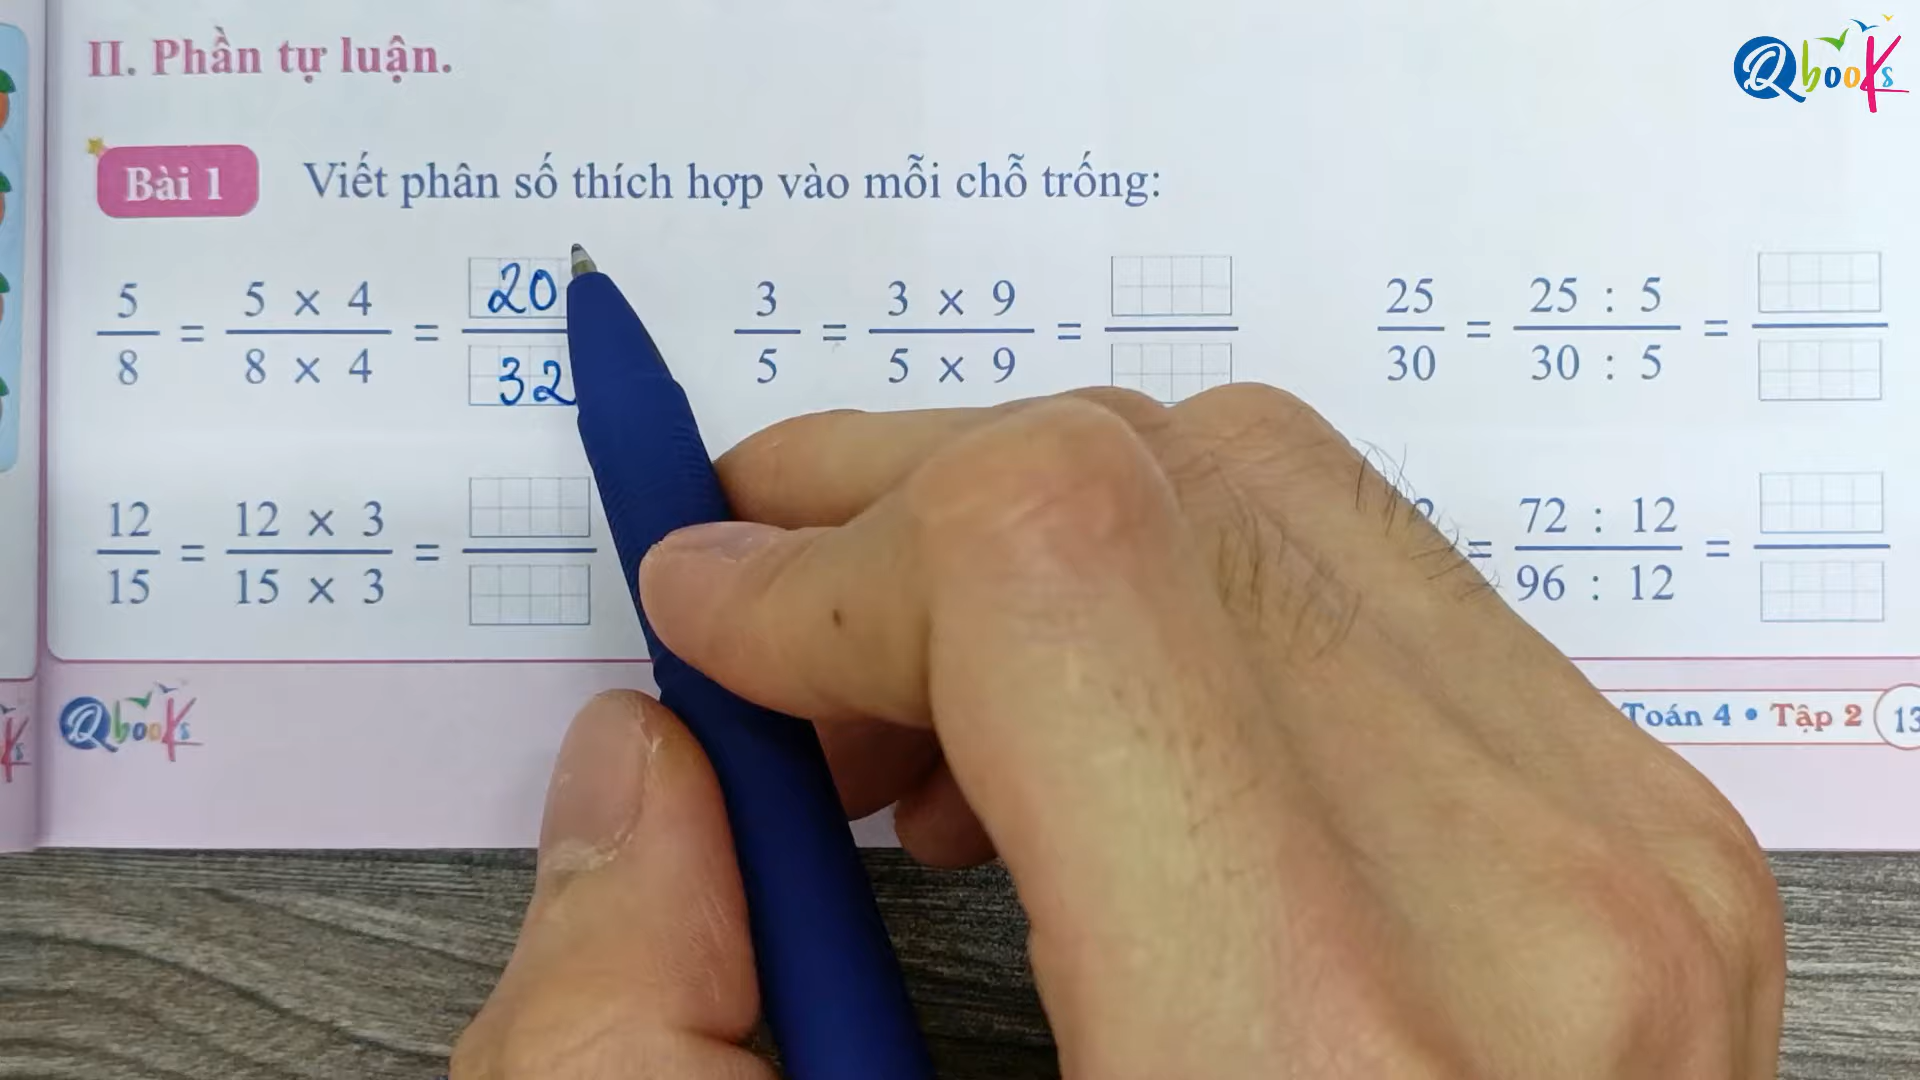 Qbooks
II. Phần tự luận.
Bài 1 Viết phân số thích hợp vào mỗi chỗ trống:
5/8 = 5 × 4 / 8 × 4 = 20/32
3/5 = 3 × 9 / 5 × 9 =
25/30 = 25 : 5 / 30 : 5 =
12/15 = 12 × 3 / 15 × 3 =
= 72 : 12 / 96 : 12 =
Qbooks
Toán 4 • Tập 2